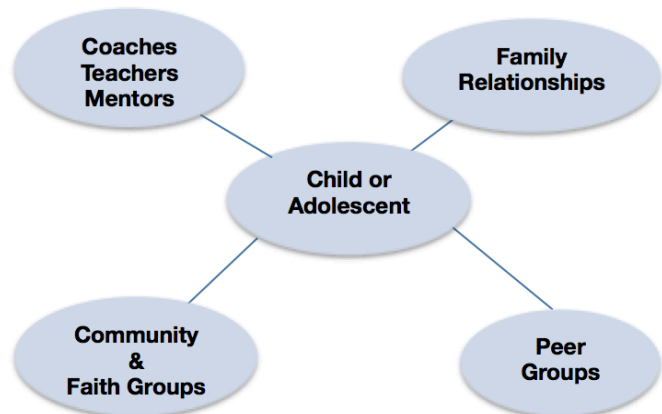 Coaches
Teachers
Mentors
Family
Relationships
Child or
Adolescent
Community
&
Faith Groups
Peer
Groups